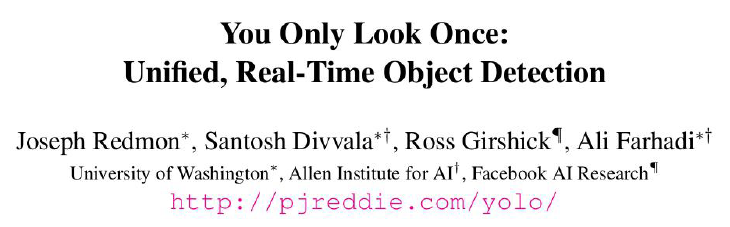 You Only Look Once:
Unified, Real-Time Object Detection
Joseph Redmon*, Santosh Divvala*†, Ross Girshick¶, Ali Farhadi*†
University of Washington*, Allen Institute for AI†, Facebook AI Research¶
http://pjreddie.com/yolo/